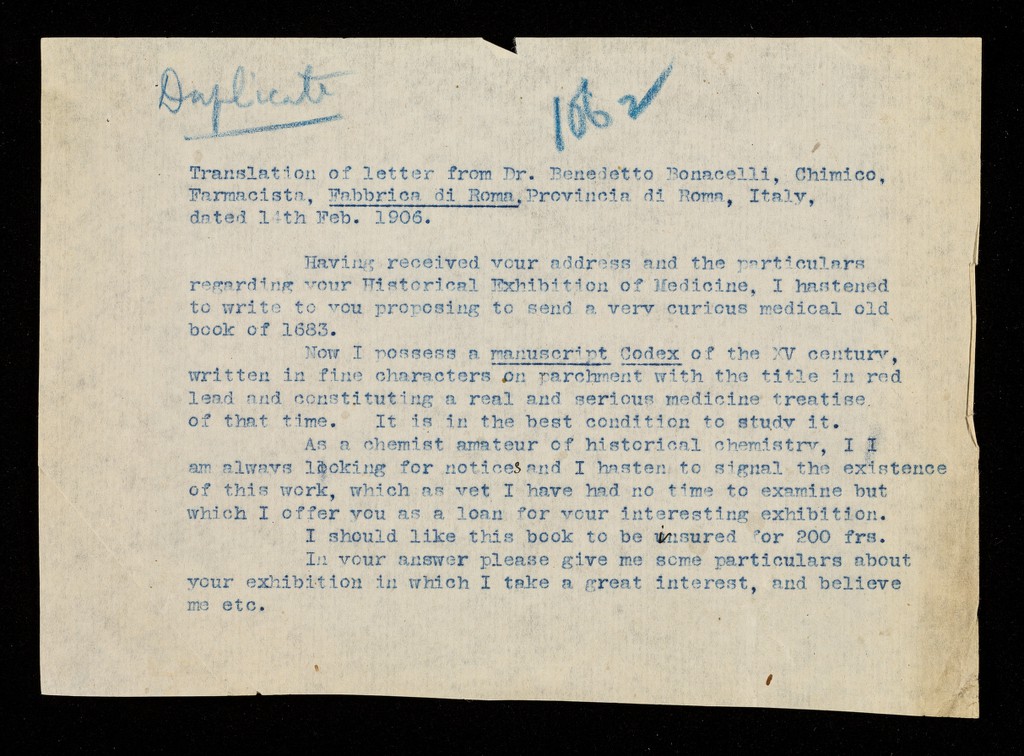 Duplicate
1062
Translation of letter from Dr. Benedetto Bonacelli, Chimico,
Farmacista, Fabbrica di Roma, Provincia di Roma, Italy,
dated 14th Feb. 1906.
Having received your address and the particulars
regarding your Historical Exhibition of Medicine, I hastened
to write to you proposing to send a very curious medical old
book of 1683.
Now I possess a manuscript Codex of the XV century,
written in fine characters on parchment with the title in red
lead and constituting a real and serious medicine treatise.
of that time. It is in the best condition to study it.
As a chemist amateur of historical chemistry, I I
am always looking for notices and I hasten to signal the existence
of this work, which as yet I have had no time to examine but
which I offer you as a loan for your interesting exhibition.
I should like this book to be insured for 200 frs.
In your answer please give me some particulars about
your exhibition in which I take a great interest, and believe
me etc.